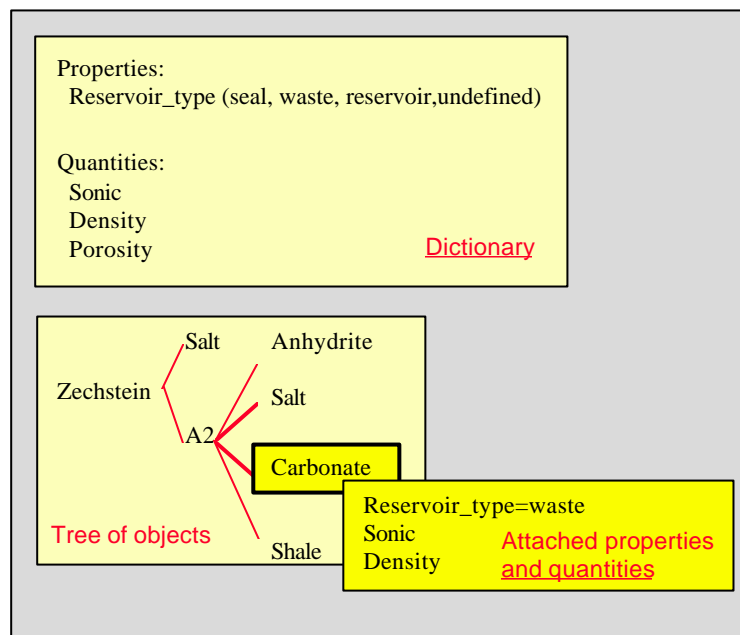 Properties:
Reservoir_type (seal, waste, reservoir,undefined)
Quantities:
Sonic
Density
Porosity
Dictionary
Salt
Anhydrite
Zechstein
Salt
A2
Carbonate
Tree of objects
Shale
Reservoir_type=waste
Sonic
Density
Attached properties
and quantities